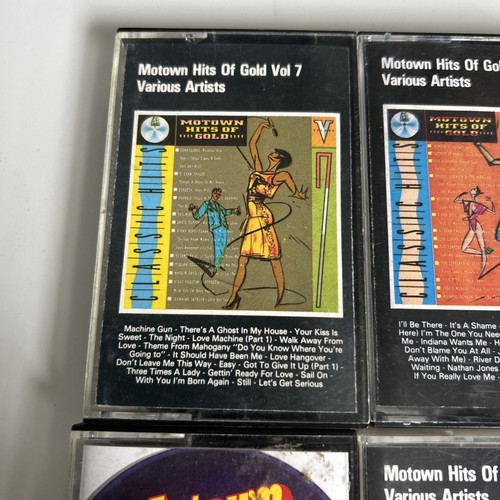 Motown Hits Of Gold Vol 7
Various Artists
MOTOWN
HITS OF
GOLD
CLASSIC HITS
Machine Gun - There's A Ghost In My House - Your Kiss Is
Sweet - The Night - Love Machine (Part 1) - Walk Away From
Love - Theme From Mahogany "Do You Know Where You're
Going to" - It Should Have Been Me - Love Hangover -
Don't Leave Me This Way - Easy - Got To Give It Up (Part 1) -
Three Times A Lady - Gettin' Ready For Love - Sail On -
With You I'm Born Again - Still - Let's Get Serious
Motown Hits Of Gol
Various Artists
MOTOWN
HITS OF
GOLD
CLASSIC HITS
I'll Be There - It's A Shame
Here) I'm The One You Need
Me - Indiana Wants Me - H
Don't Blame You At All - J
Away With Me) - River D
Waiting - Nathan Jones
If You Really Love Me
Motown Hits O
Various Artists